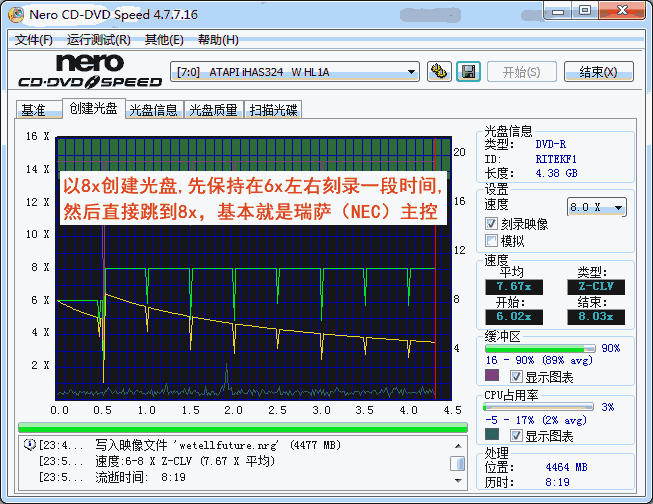 Nero CD-DVD Speed 4.7.7.16
文件(F) 运行测试(R) 其他(E) 帮助(H)
nero
CD-DVD SPEED
[7:0] ATAPI iHAS324 W HL1A
开始(S)
结束(X)
基准 创建光盘 光盘信息 光盘质量 扫描光碟
16 X
14 X
12 X
10 X
8 X
6 X
4 X
2 X
20
16
12
8
4
0.0 0.5 1.0 1.5 2.0 2.5 3.0 3.5 4.0 4.5
以8x创建光盘,先保持在6x左右刻录一段时间,
然后直接跳到8x，基本就是瑞萨（NEC）主控
光盘信息
类型: DVD-R
ID: RITEKF1
长度: 4.38 GB
设置
速度
8.0 X
刻录映像
模拟
速度
平均 类型:
7.67x Z-CLV
开始: 结束:
6.02x 8.03x
缓冲区
90%
16 - 90% (89% avg)
显示图表
CPU占用率
3%
-5 - 17% (2% avg)
显示图表
处理
位置: 4464 MB
历时: 8:19
[23:4... 写入映像文件 'wetellfuture.nrg' (4477 MB)
[23:5... 速度:6-8 X Z-CLV (7.67 X 平均)
[23:5... 流逝时间: 8:19